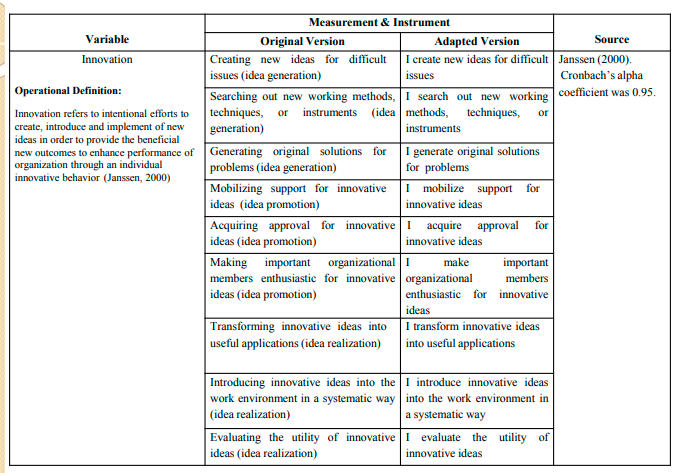 Measurement & Instrument
Variable
Original Version
Adapted Version
Source
Innovation
Operational Definition:
Innovation refers to intentional efforts to
create, introduce and implement of new
ideas in order to provide the beneficial
new outcomes to enhance performance of
organization through an individual
innovative behavior (Janssen, 2000)
Creating new ideas for difficult
issues (idea generation)
I create new ideas for difficult
issues
Janssen (2000).
Cronbach's alpha
coefficient was 0.95.
Searching out new working methods,
techniques, or instruments (idea
generation)
I search out new working
methods, techniques, or
instruments
Generating original solutions for
problems (idea generation)
I generate original solutions
for problems
Mobilizing support for innovative
ideas (idea promotion)
I mobilize support for
innovative ideas
Acquiring approval for innovative
ideas (idea promotion)
I acquire approval for
innovative ideas
Making important organizational
members enthusiastic for innovative
ideas (idea promotion)
I make important
organizational members
enthusiastic for innovative
ideas
Transforming innovative ideas into
useful applications (idea realization)
I transform innovative ideas
into useful applications
Introducing innovative ideas into the
work environment in a systematic way
(idea realization)
I introduce innovative ideas
into the work environment in
a systematic way
Evaluating the utility of innovative
ideas (idea realization)
I evaluate the utility of
innovative ideas